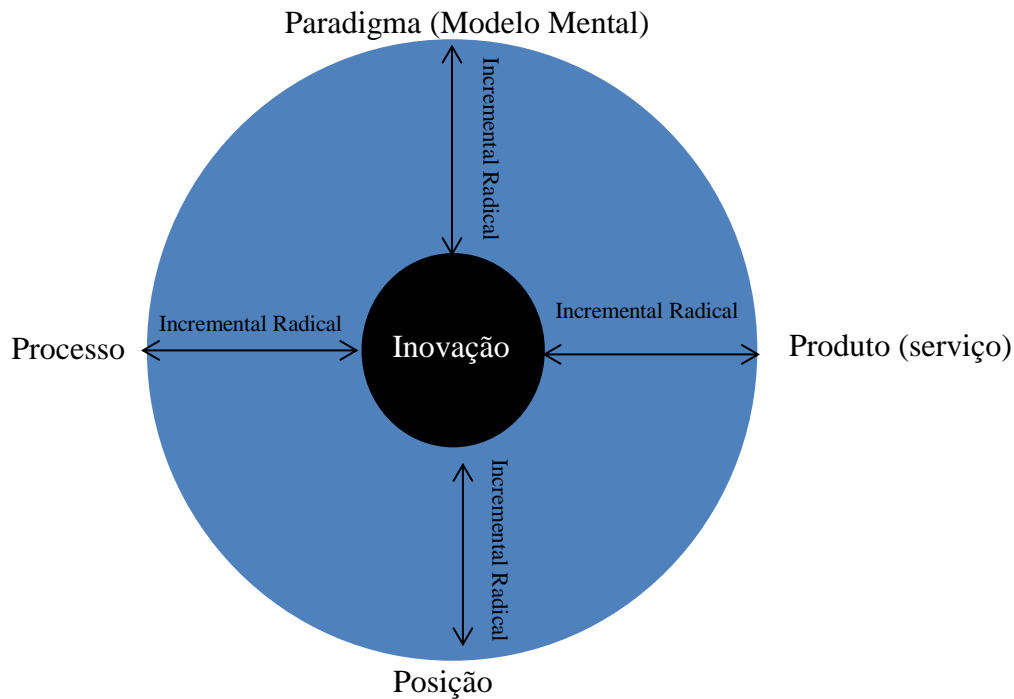 Paradigma (Modelo Mental)
Incremental Radical
Incremental Radical
Incremental Radical
Processo
Inovação
Produto (serviço)
Incremental Radical
Posição